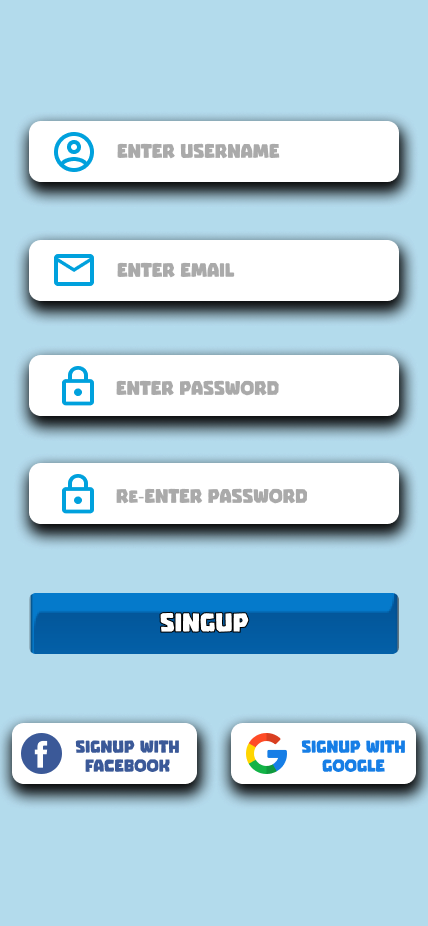 ENTER USERNAME
ENTER EMAIL
ENTER PASSWORD
Re-ENTER PASSWORD
SINGUP
SIGNUP WITH
FACEBOOK
SIGNUP WITH
GOOGLE